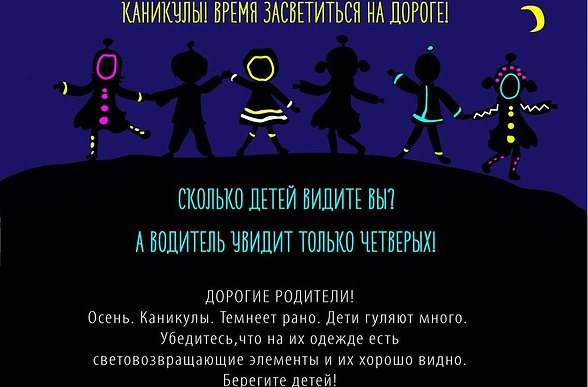 КАНИКУЛЫ! ВРЕМЯ ЗАСВЕТИТЬСЯ НА ДОРОГЕ!
СКОЛЬКО ДЕТЕЙ ВИДИТЕ ВЫ?
А ВОДИТЕЛЬ УВИДИТ ТОЛЬКО ЧЕТВЕРЫХ!
ДОРОГИЕ РОДИТЕЛИ!
Осень. Каникулы. Темнеет рано. Дети гуляют много.
Убедитесь,что на их одежде есть
световозвращающие элементы и их хорошо видно.
Берегите детей!